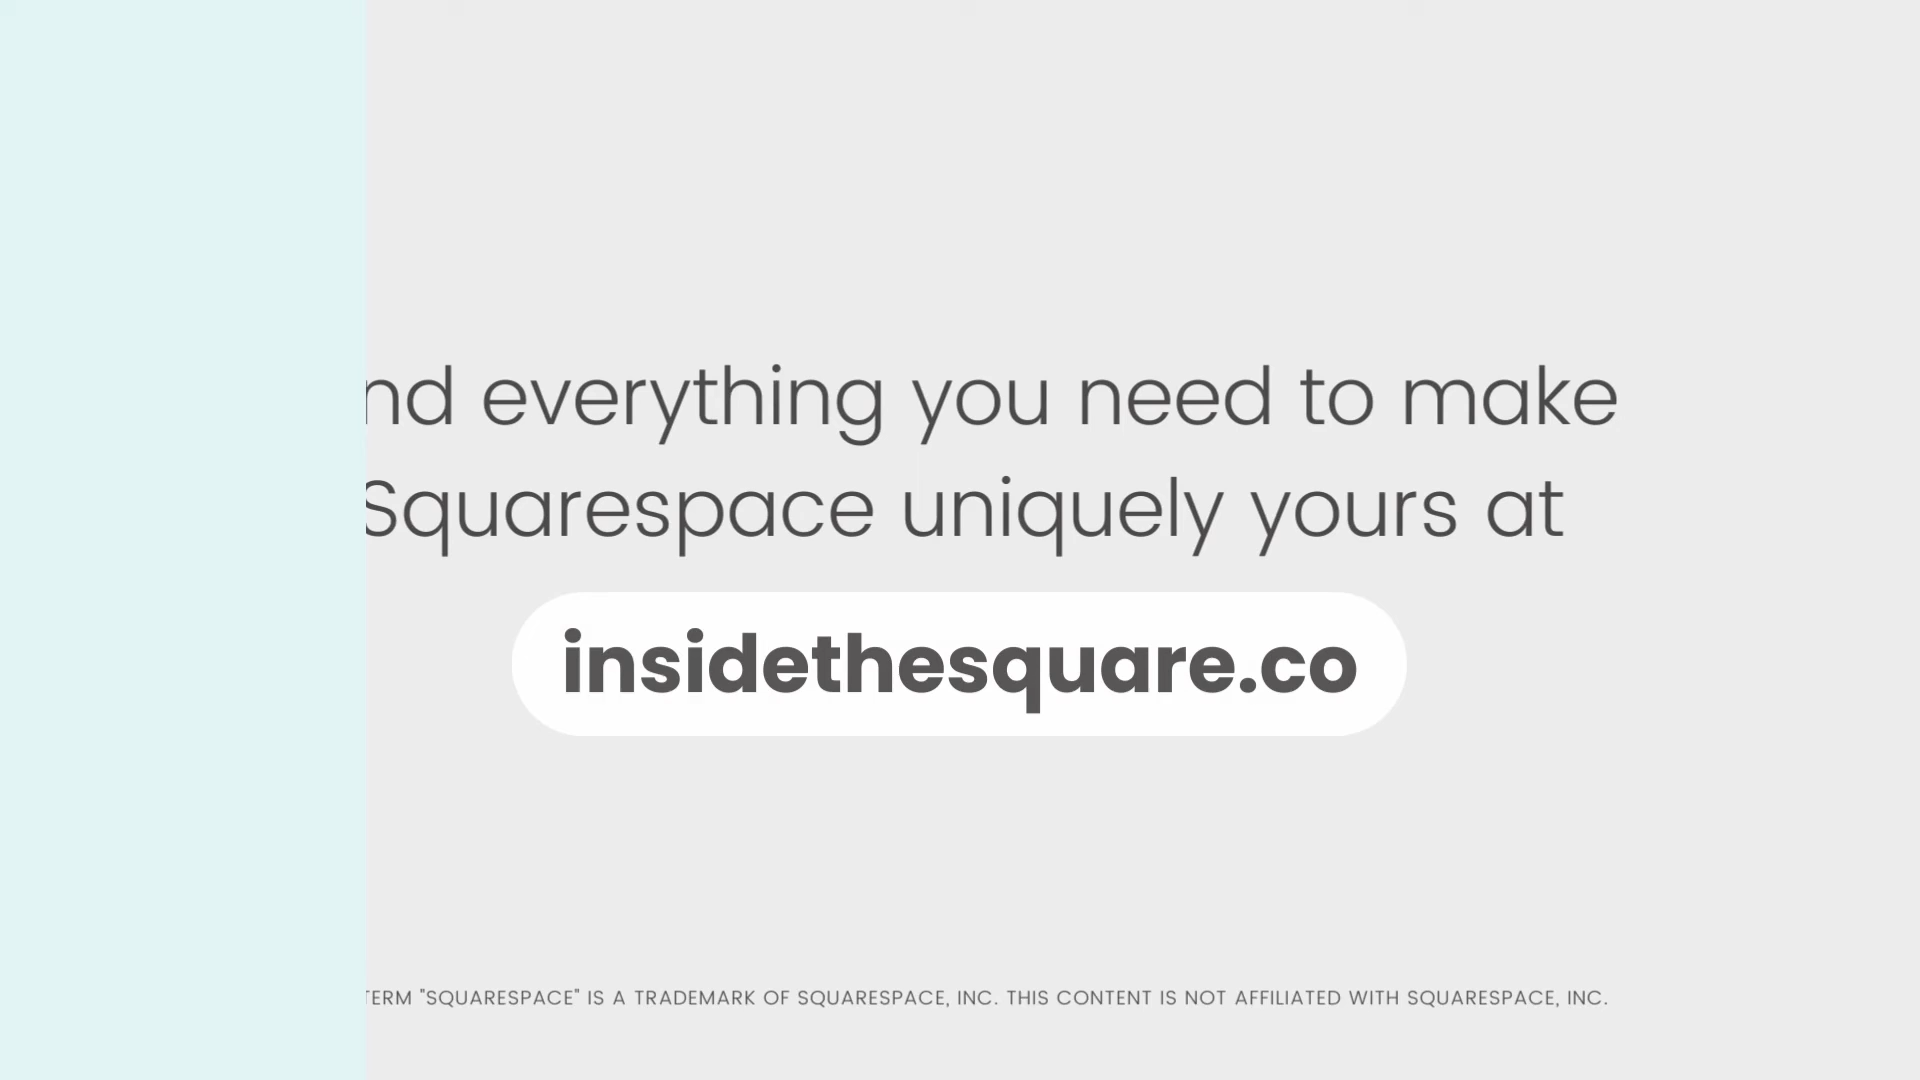 nd everything you need to make
Squarespace uniquely yours at
insidethesquare.co
TERM "SQUARESPACE" IS A TRADEMARK OF SQUARESPACE, INC. THIS CONTENT IS NOT AFFILIATED WITH SQUARESPACE, INC.